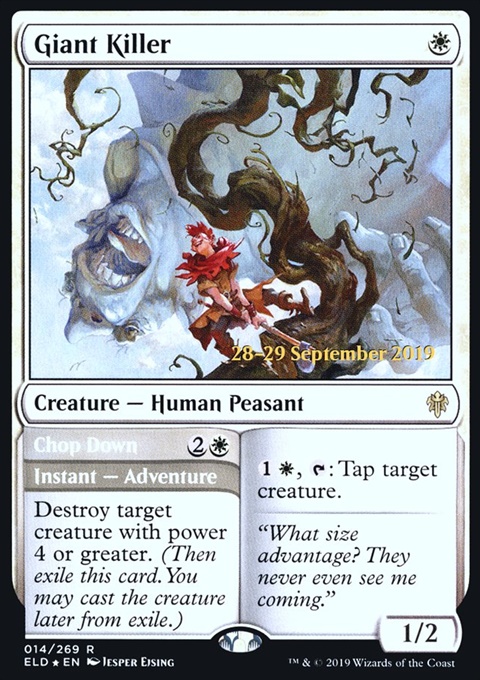 Giant Killer
28–29 September 2019
Creature — Human Peasant
Chop Down 2
Instant — Adventure
Destroy target
creature with power
4 or greater. (Then
exile this card. You
may cast the creature
later from exile.)
1 , : Tap target
creature.
“What size
advantage? They
never even see me
coming.”
1/2
014/269 R
ELD ★ EN Jesper Ejsing
™ & © 2019 Wizards of the Coast